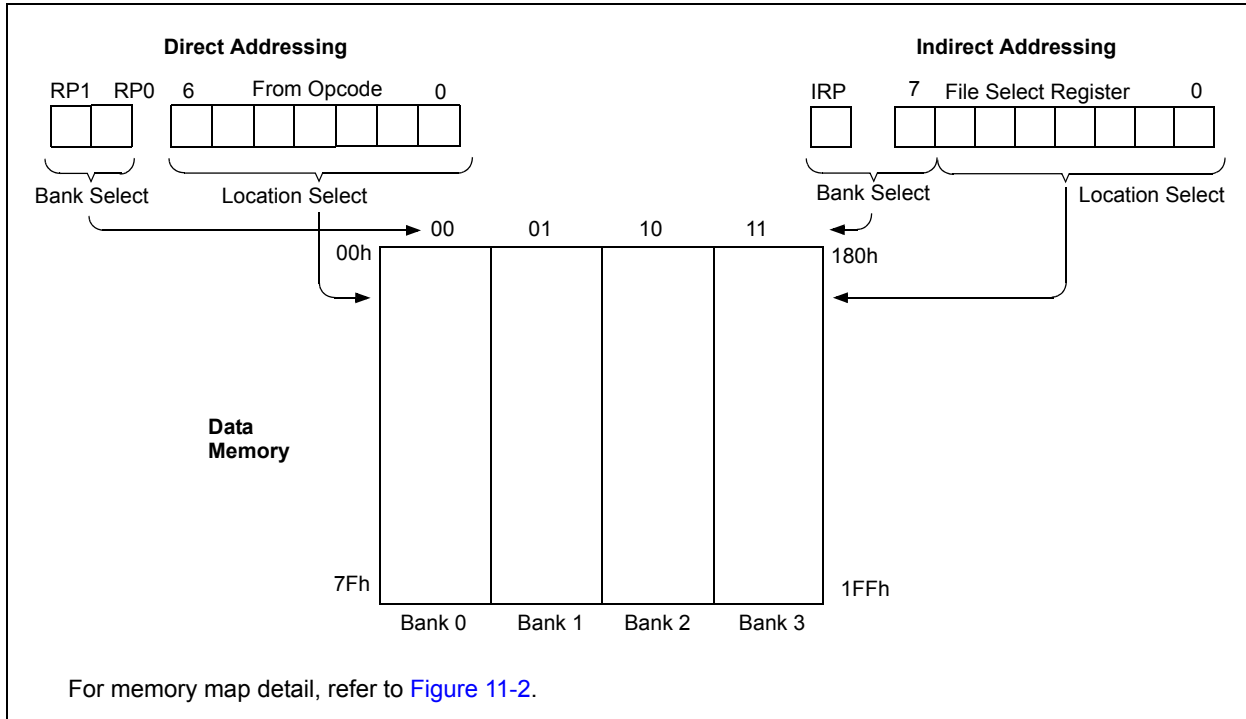 Direct Addressing
Indirect Addressing
RP1 RP0 6 From Opcode 0
IRP 7 File Select Register 0
Bank Select Location Select
Bank Select Location Select
00 01 10 11
00h 180h
Data
Memory
7Fh 1FFh
Bank 0 Bank 1 Bank 2 Bank 3
For memory map detail, refer to Figure 11-2.